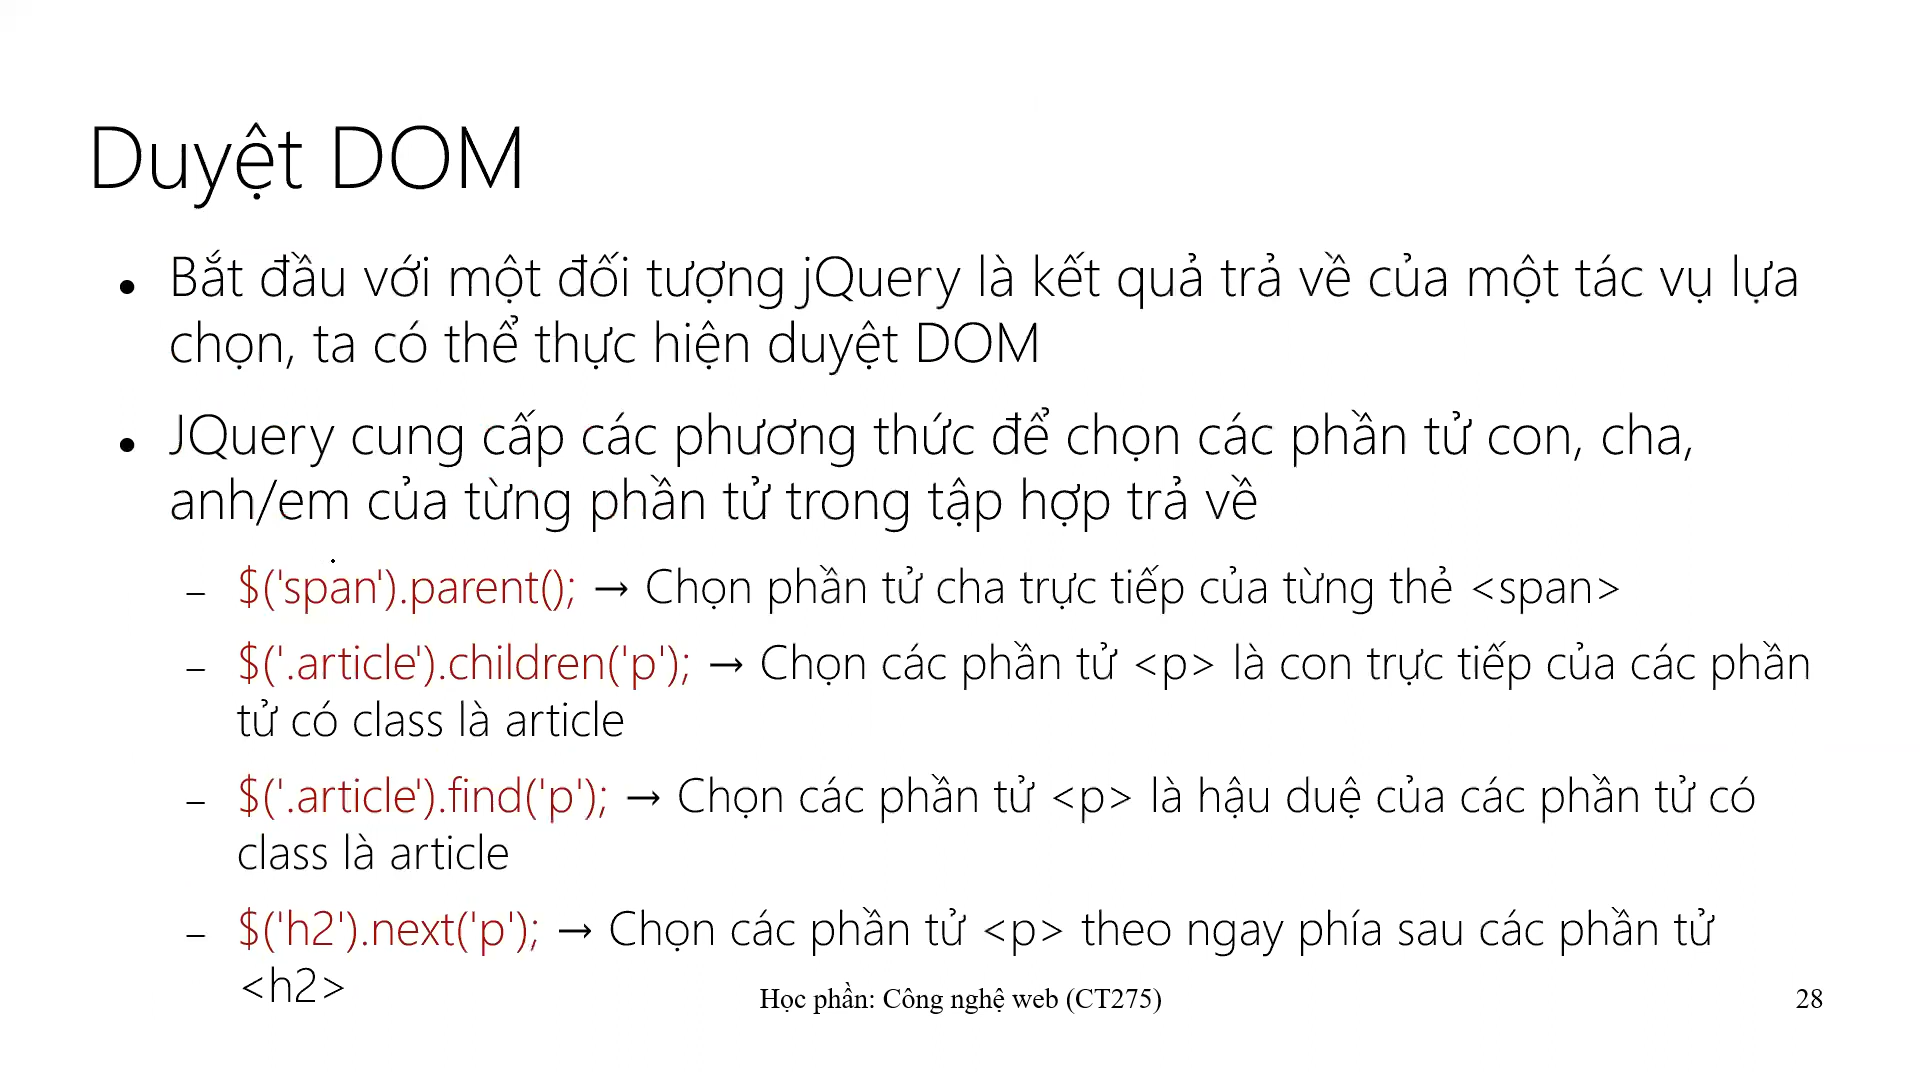 Duyệt DOM
● Bắt đầu với một đối tượng jQuery là kết quả trả về của một tác vụ lựa
chọn, ta có thể thực hiện duyệt DOM
● JQuery cung cấp các phương thức để chọn các phần tử con, cha,
anh/em của từng phần tử trong tập hợp trả về
– $('span').parent(); → Chọn phần tử cha trực tiếp của từng thẻ <span>
– $('.article').children('p'); → Chọn các phần tử <p> là con trực tiếp của các phần
tử có class là article
– $('.article').find('p'); → Chọn các phần tử <p> là hậu duệ của các phần tử có
class là article
– $('h2').next('p'); → Chọn các phần tử <p> theo ngay phía sau các phần tử
<h2>
Học phần: Công nghệ web (CT275)
28